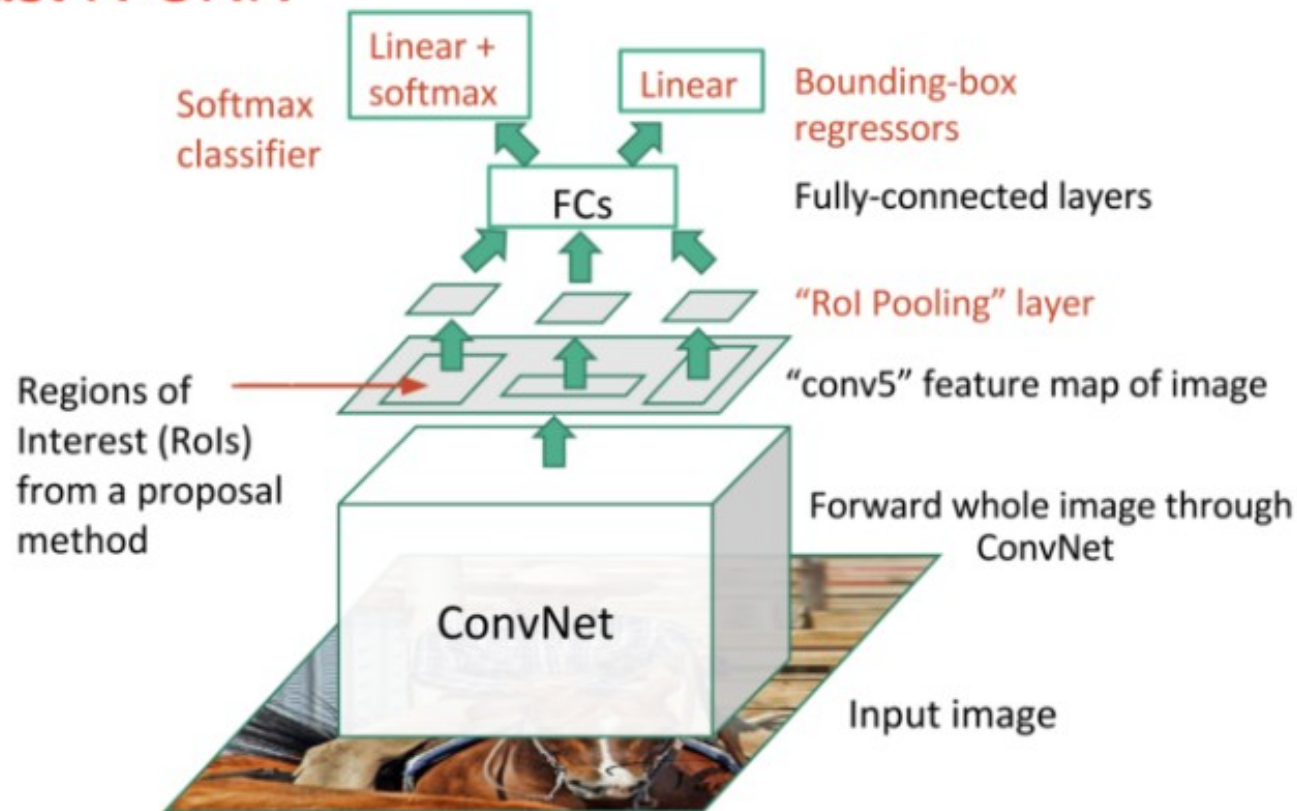 Linear +
softmax
Linear
Softmax
classifier
Bounding-box
regressors
FCs
Fully-connected layers
“RoI Pooling” layer
Regions of
Interest (RoIs)
from a proposal
method
“conv5” feature map of image
Forward whole image through
ConvNet
ConvNet
Input image